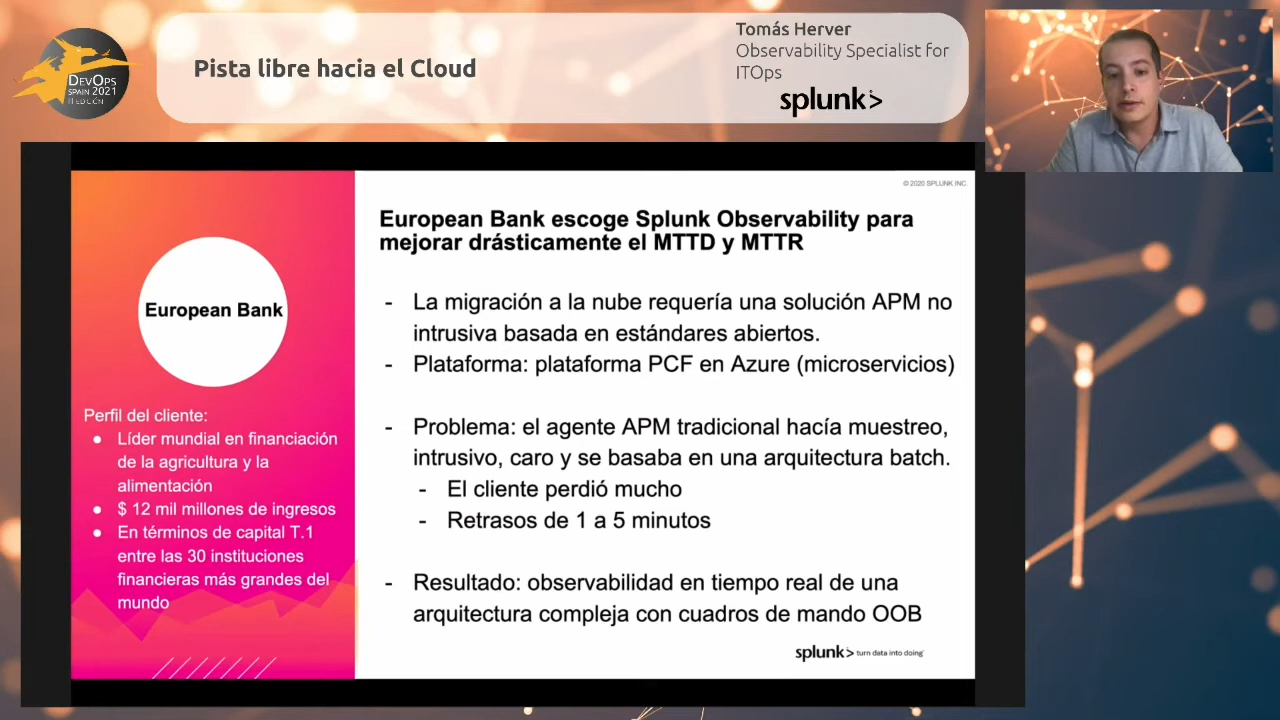 DEVOPS
SPAIN 2021
II EDICIÓN
Pista libre hacia el Cloud
Tomás Herver
Observability Specialist for
ITOps
splunk>
© 2020 SPLUNK INC.
European Bank
Perfil del cliente:
● Líder mundial en financiación
de la agricultura y la
alimentación
● $ 12 mil millones de ingresos
● En términos de capital T.1
entre las 30 instituciones
financieras más grandes del
mundo
European Bank escoge Splunk Observability para
mejorar drásticamente el MTTD y MTTR
- La migración a la nube requería una solución APM no
intrusiva basada en estándares abiertos.
- Plataforma: plataforma PCF en Azure (microservicios)
- Problema: el agente APM tradicional hacía muestreo,
intrusivo, caro y se basaba en una arquitectura batch.
- El cliente perdió mucho
- Retrasos de 1 a 5 minutos
- Resultado: observabilidad en tiempo real de una
arquitectura compleja con cuadros de mando OOB
splunk> turn data into doing